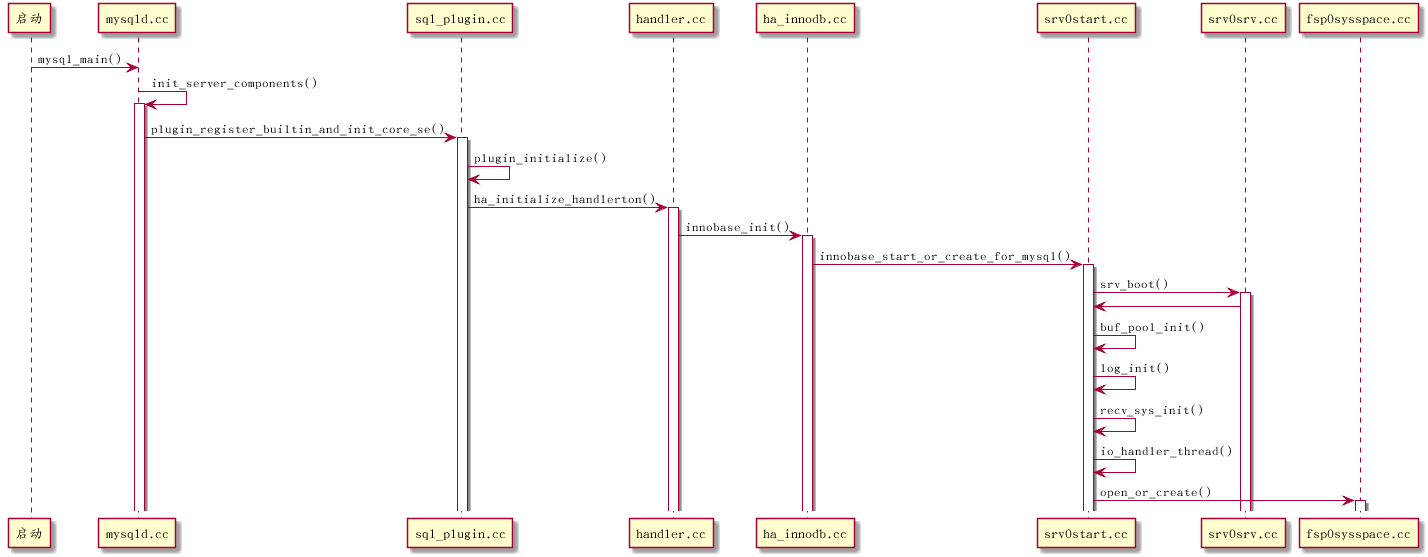 启动
mysqld.cc
sql_plugin.cc
handler.cc
ha_innodb.cc
srv0start.cc
srv0srv.cc
fsp0sysspace.cc
mysql_main()
init_server_components()
plugin_register_builtin_and_init_core_se()
plugin_initialize()
ha_initialize_handlerton()
innobase_init()
innobase_start_or_create_for_mysql()
srv_boot()
buf_pool_init()
log_init()
recv_sys_init()
io_handler_thread()
open_or_create()
启动
mysqld.cc
sql_plugin.cc
handler.cc
ha_innodb.cc
srv0start.cc
srv0srv.cc
fsp0sysspace.cc